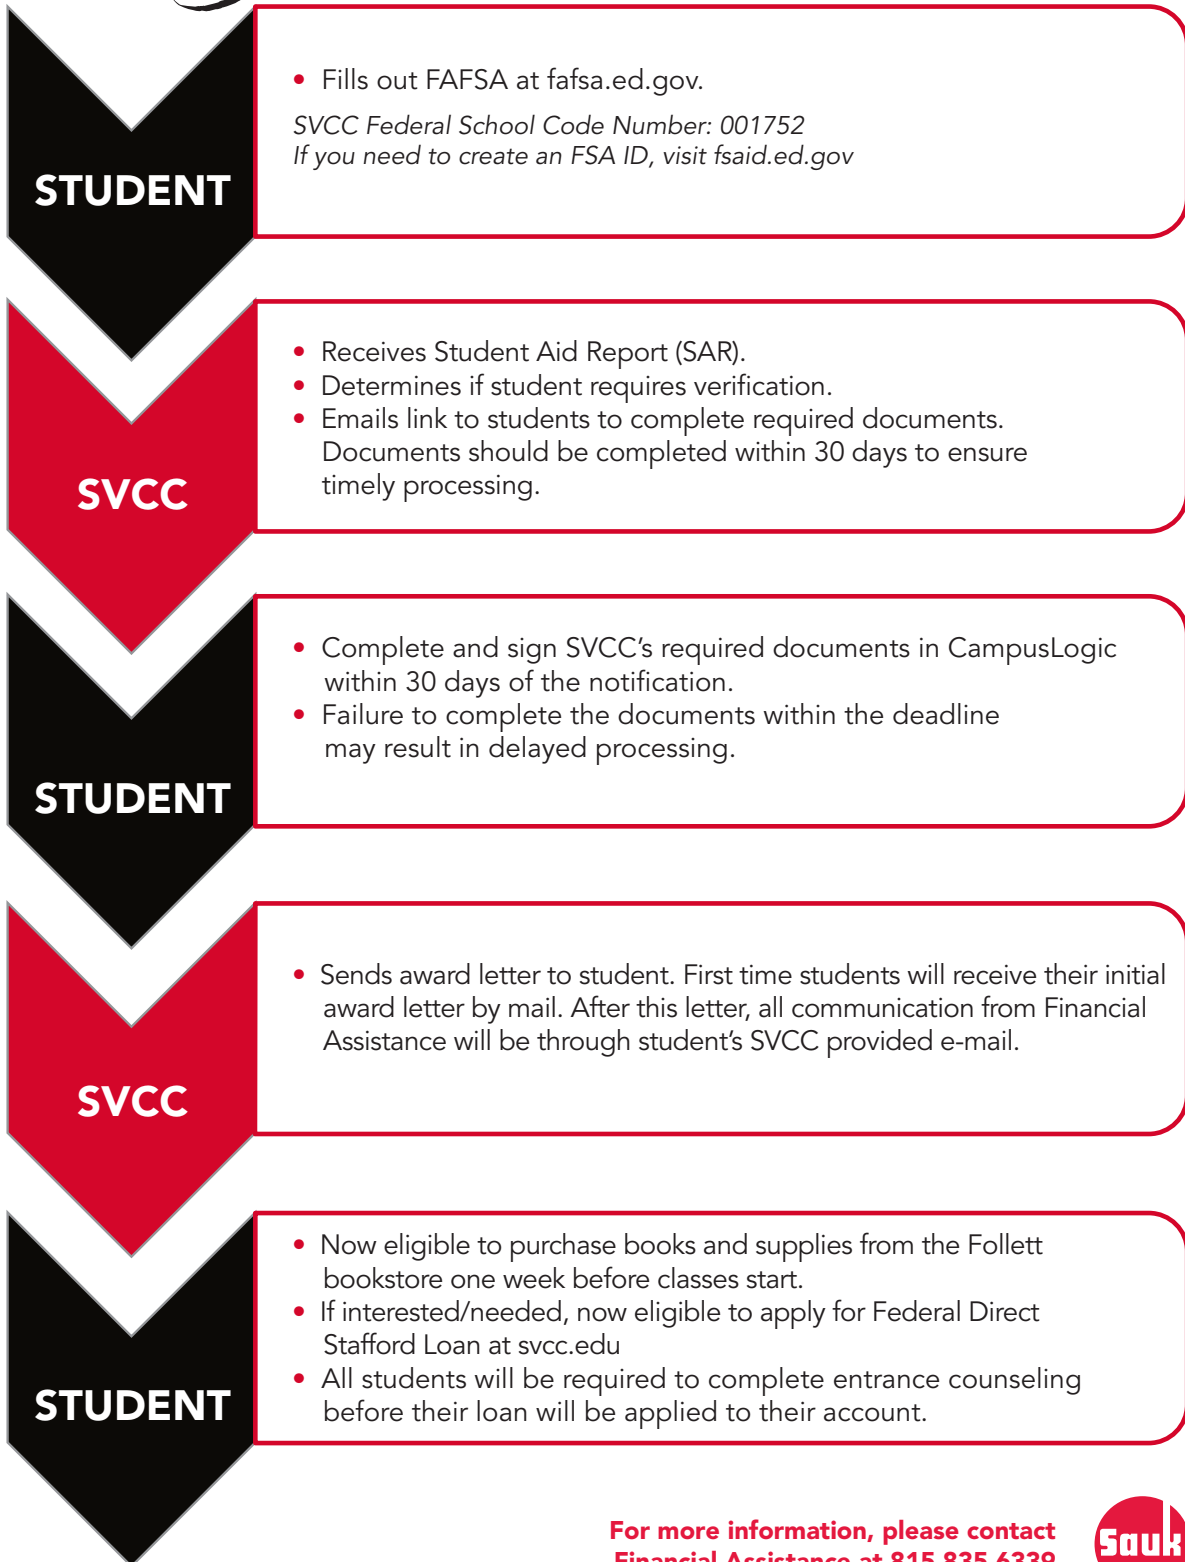 STUDENT
• Fills out FAFSA at fafsa.ed.gov.
SVCC Federal School Code Number: 001752
If you need to create an FSA ID, visit fsaid.ed.gov
SVCC
• Receives Student Aid Report (SAR).
• Determines if student requires verification.
• Emails link to students to complete required documents.
Documents should be completed within 30 days to ensure
timely processing.
STUDENT
• Complete and sign SVCC's required documents in CampusLogic
within 30 days of the notification.
• Failure to complete the documents within the deadline
may result in delayed processing.
SVCC
• Sends award letter to student. First time students will receive their initial
award letter by mail. After this letter, all communication from Financial
Assistance will be through student's SVCC provided e-mail.
STUDENT
• Now eligible to purchase books and supplies from the Follett
bookstore one week before classes start.
• If interested/needed, now eligible to apply for Federal Direct
Stafford Loan at svcc.edu
• All students will be required to complete entrance counseling
before their loan will be applied to their account.
For more information, please contact
Financial Assistance at 815.835.6339
Sauk